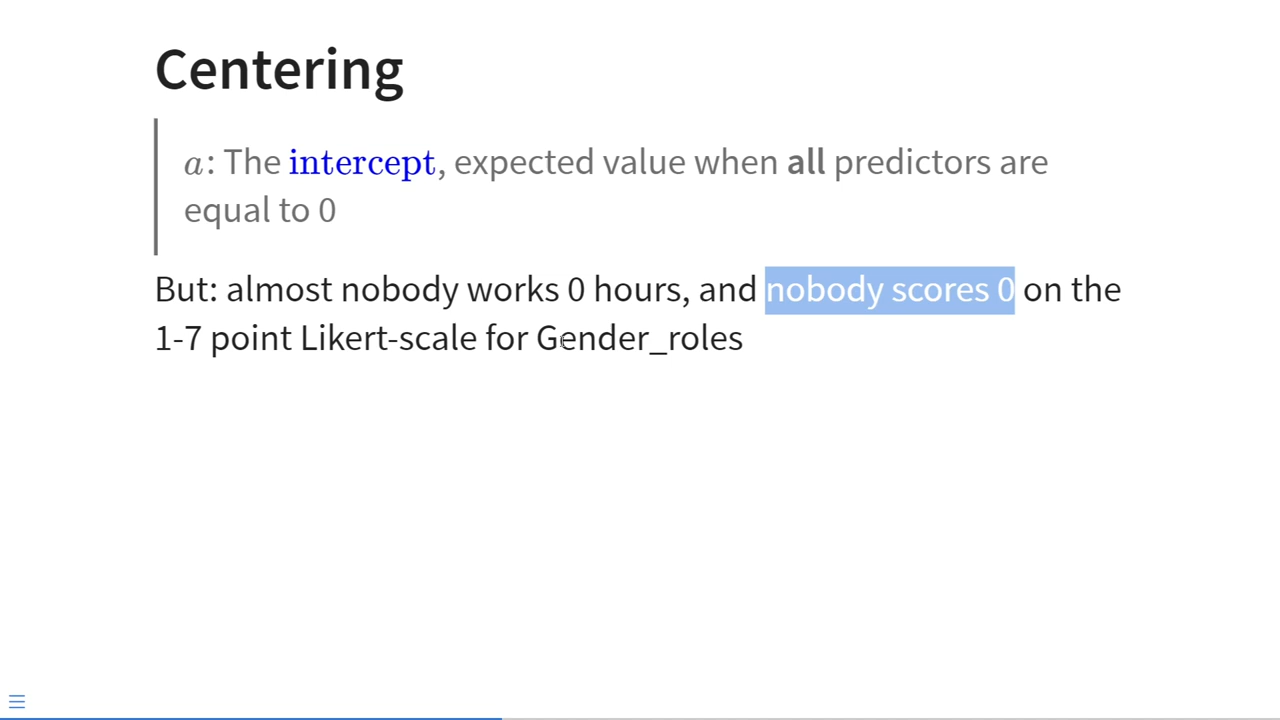 Centering
a: The intercept, expected value when all predictors are
equal to 0
But: almost nobody works 0 hours, and nobody scores 0 on the
1-7 point Likert-scale for Gender_roles